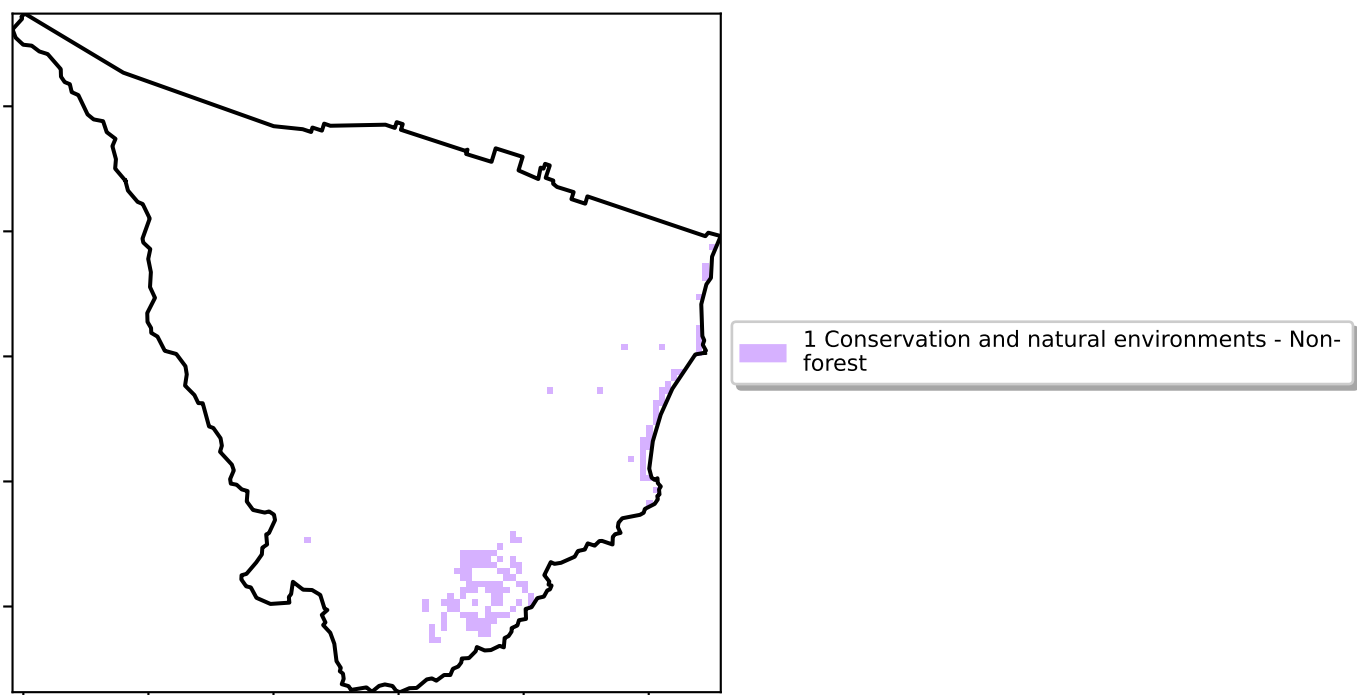 1 Conservation and natural environments - Non-
forest